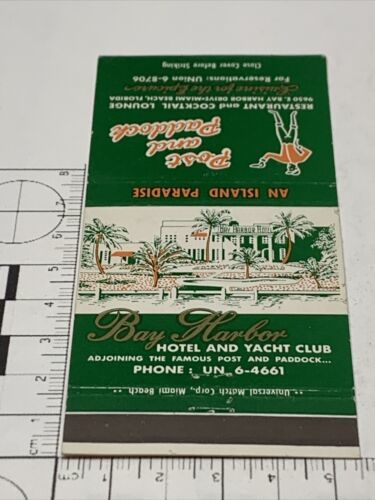 Close Cover Before Striking
For Reservations: UNion 6-8706
Cuisine for the Epicure
9650 E. BAY HARBOR DRIVE-MIAMI BEACH, FLORIDA
RESTAURANT and COCKTAIL LOUNGE
Post
and
Paddock
AN ISLAND PARADISE
BAY HARBOR HOTEL
Bay Harbor
HOTEL AND YACHT CLUB
ADJOINING THE FAMOUS POST AND PADDOCK...
PHONE: UN. 6-4661
** Universal Match Corp., Miami Beach **